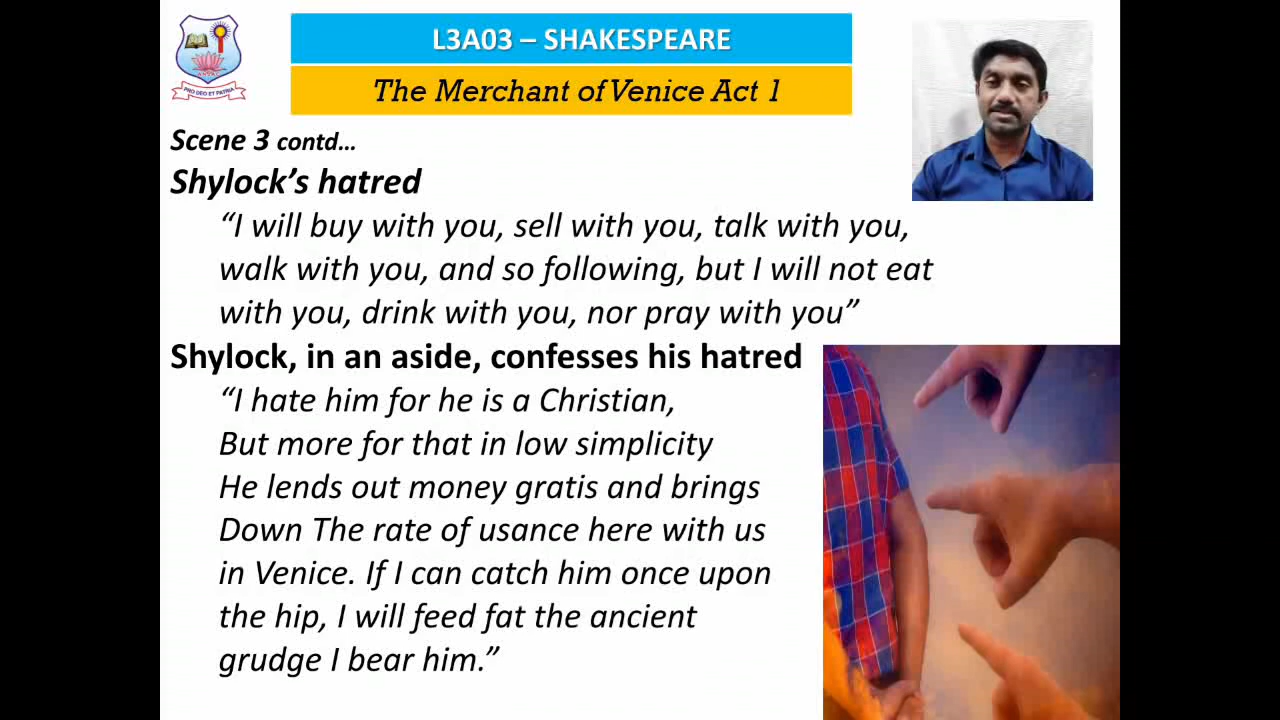 L3A03 – SHAKESPEARE
The Merchant of Venice Act 1
PRO DEO ET PATRIA
Scene 3 contd…
Shylock’s hatred
“I will buy with you, sell with you, talk with you,
walk with you, and so following, but I will not eat
with you, drink with you, nor pray with you”
Shylock, in an aside, confesses his hatred
“I hate him for he is a Christian,
But more for that in low simplicity
He lends out money gratis and brings
Down The rate of usance here with us
in Venice. If I can catch him once upon
the hip, I will feed fat the ancient
grudge I bear him.”